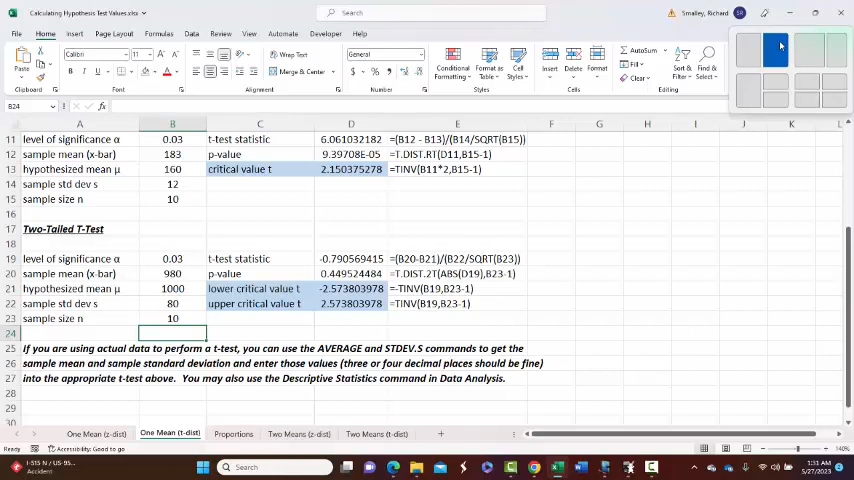 Calculating Hypothesis Test Values.xlsx
Search
Smalley, Richard
SR
File Home Insert Page Layout Formulas Data Review View Automate Developer Help
Paste
Calibri 11
Wrap Text
General
Merge & Center
Conditional Formatting
Format as Table
Cell Styles
Insert Delete Format
AutoSum
Fill
Clear
Sort & Filter
Find & Select
Clipboard Font Alignment Number Styles Cells
B24 fx
A B C D E F G H I J K L
11 level of significance α 0.03 t-test statistic 6.061032182 =(B12 - B13)/(B14/SQRT(B15))
12 sample mean (x-bar) 183 p-value 9.39708E-05 =T.DIST.RT(D11,B15-1)
13 hypothesized mean μ 160 critical value t 2.150375278 =TINV(B11*2,B15-1)
14 sample std dev s 12
15 sample size n 10
16
17 Two-Tailed T-Test
18
19 level of significance α 0.03 t-test statistic -0.790569415 =(B20-B21)/(B22/SQRT(B23))
20 sample mean (x-bar) 980 p-value 0.449524484 =T.DIST.2T(ABS(D19),B23-1)
21 hypothesized mean μ 1000 lower critical value t -2.573803978 =-TINV(B19,B23-1)
22 sample std dev s 80 upper critical value t 2.573803978 =TINV(B19,B23-1)
23 sample size n 10
24
25 If you are using actual data to perform a t-test, you can use the AVERAGE and STDEV.S commands to get the
26 sample mean and sample standard deviation and enter those values (three or four decimal places should be fine)
27 into the appropriate t-test above.  You may also use the Descriptive Statistics command in Data Analysis.
28
29
30
One Mean (z-dist) One Mean (t-dist) Proportions Two Means (z-dist) Two Means (t-dist)
Ready Accessibility: Good to go 140%
I-515 N / US-95...
Accident
Search
1:31 AM
5/27/2023